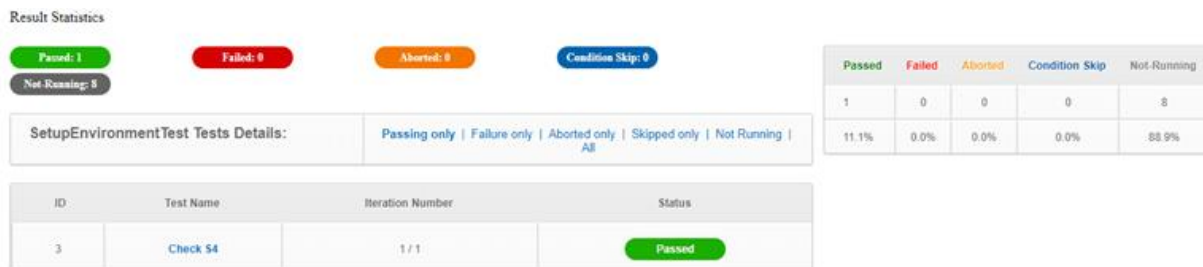 Result Statistics
Passed: 1 Failed: 0 Aborted: 0 Condition Skip: 0
Not-Running: 8
Passed Failed Aborted Condition Skip Not-Running
1 0 0 0 8
11.1% 0.0% 0.0% 0.0% 88.9%
SetupEnvironmentTest Tests Details: Passing only | Failure only | Aborted only | Skipped only | Not Running |
All
ID Test Name Iteration Number Status
3 Check S4 1 / 1 Passed